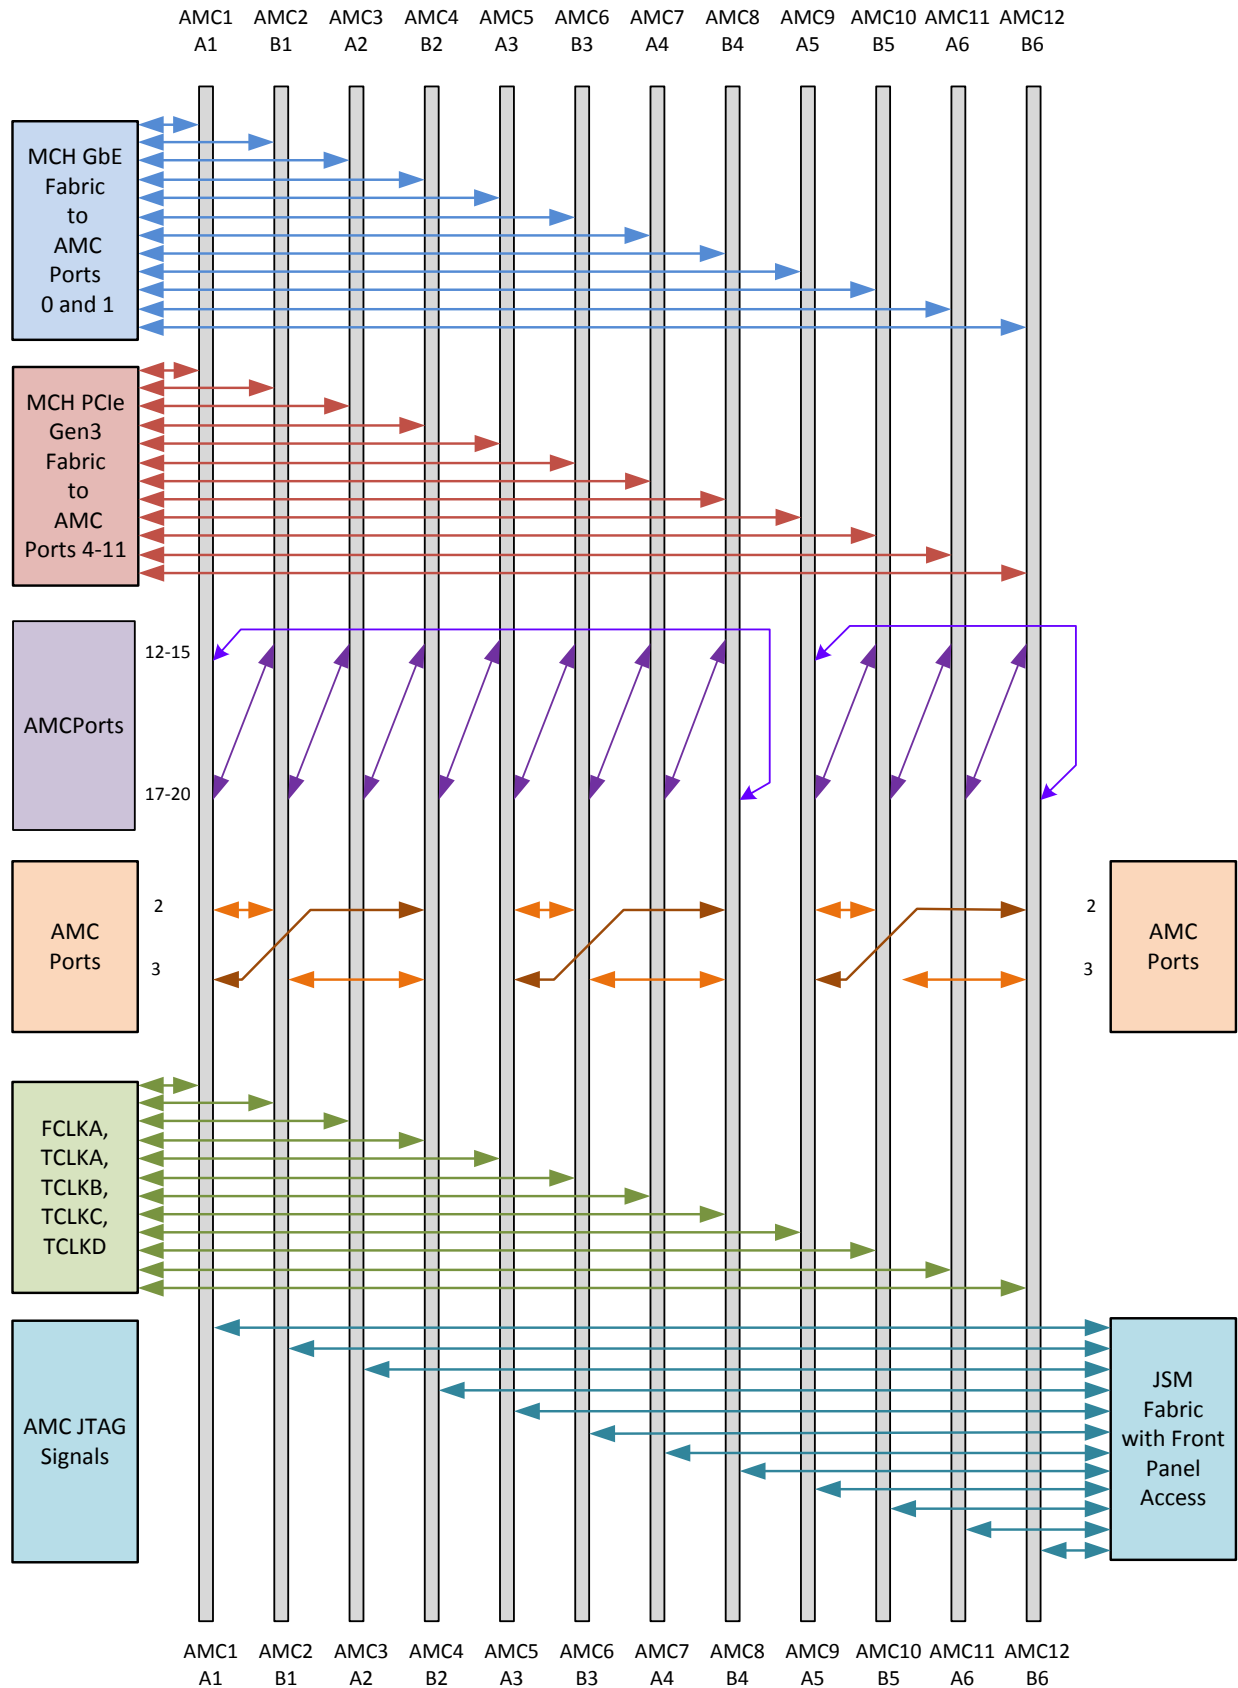 AMC1 AMC2 AMC3 AMC4 AMC5 AMC6 AMC7 AMC8 AMC9 AMC10 AMC11 AMC12
A1 B1 A2 B2 A3 B3 A4 B4 A5 B5 A6 B6
MCH GbE
Fabric
to
AMC
Ports
0 and 1
MCH PCIe
Gen3
Fabric
to
AMC
Ports 4-11
AMCPorts
12-15
17-20
AMC
Ports
2
3
2
3
AMC
Ports
FCLKA,
TCLKA,
TCLKB,
TCLKC,
TCLKD
AMC JTAG
Signals
JSM
Fabric
with Front
Panel
Access
AMC1 AMC2 AMC3 AMC4 AMC5 AMC6 AMC7 AMC8 AMC9 AMC10 AMC11 AMC12
A1 B1 A2 B2 A3 B3 A4 B4 A5 B5 A6 B6